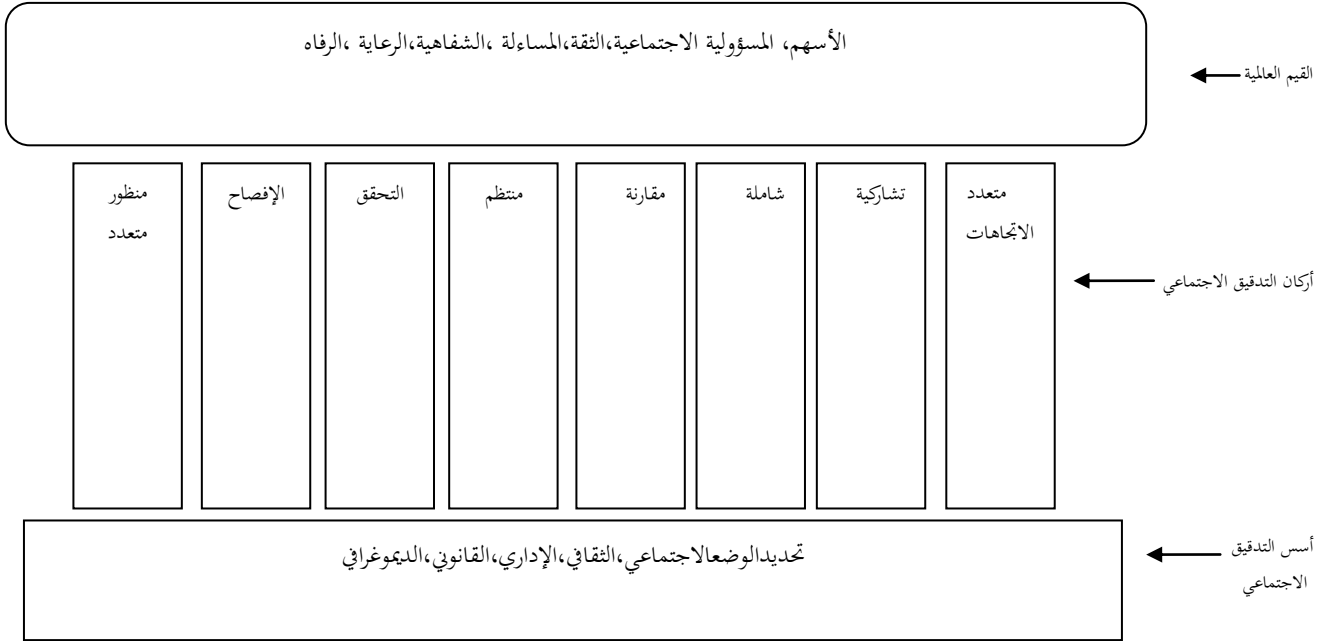 الأسهم، المسؤولية الاجتماعية،الثقة،المساءلة ،الشفاهية،الرعاية ،الرفاه
القيم العالمية
متعدد
الاتجاهات
تشاركية
شاملة
مقارنة
منتظم
التحقق
الإفصاح
منظور
متعدد
أركان التدقيق الاجتماعي
تحديدالوضعالاجتماعي،الثقافي،الإداري،القانوني،الديموغرافي
أسس التدقيق
الاجتماعي